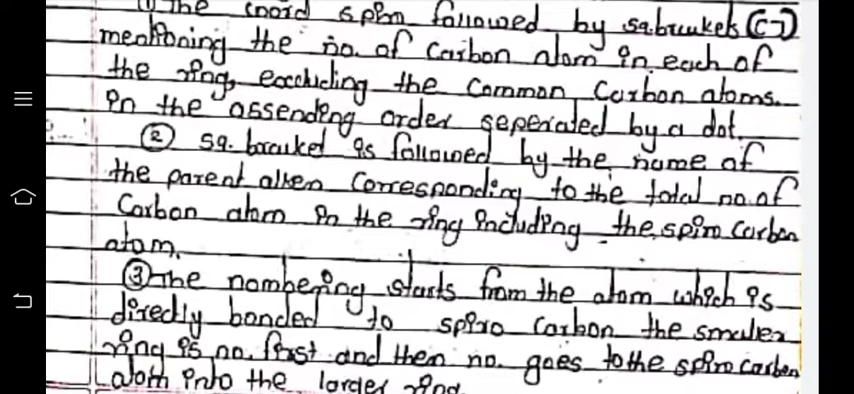 (1) The word spiro followed by sq.brukets [-]
mentioning the no. of Carbon atom in each of
the ring, excluding the Common Carbon atoms.
in the assending order seperated by a dot.
(2) sq. brauket is followed by the name of
the parent alken Corresponding to the total no. of
Carbon atom in the ring including the spiro carbon
atom.
(3) The nombering starts from the atom which is
directly bonded to spiro Carbon the smaller
ring is no. first and then no. goes to the spiro carbon
atom into the larder ring.